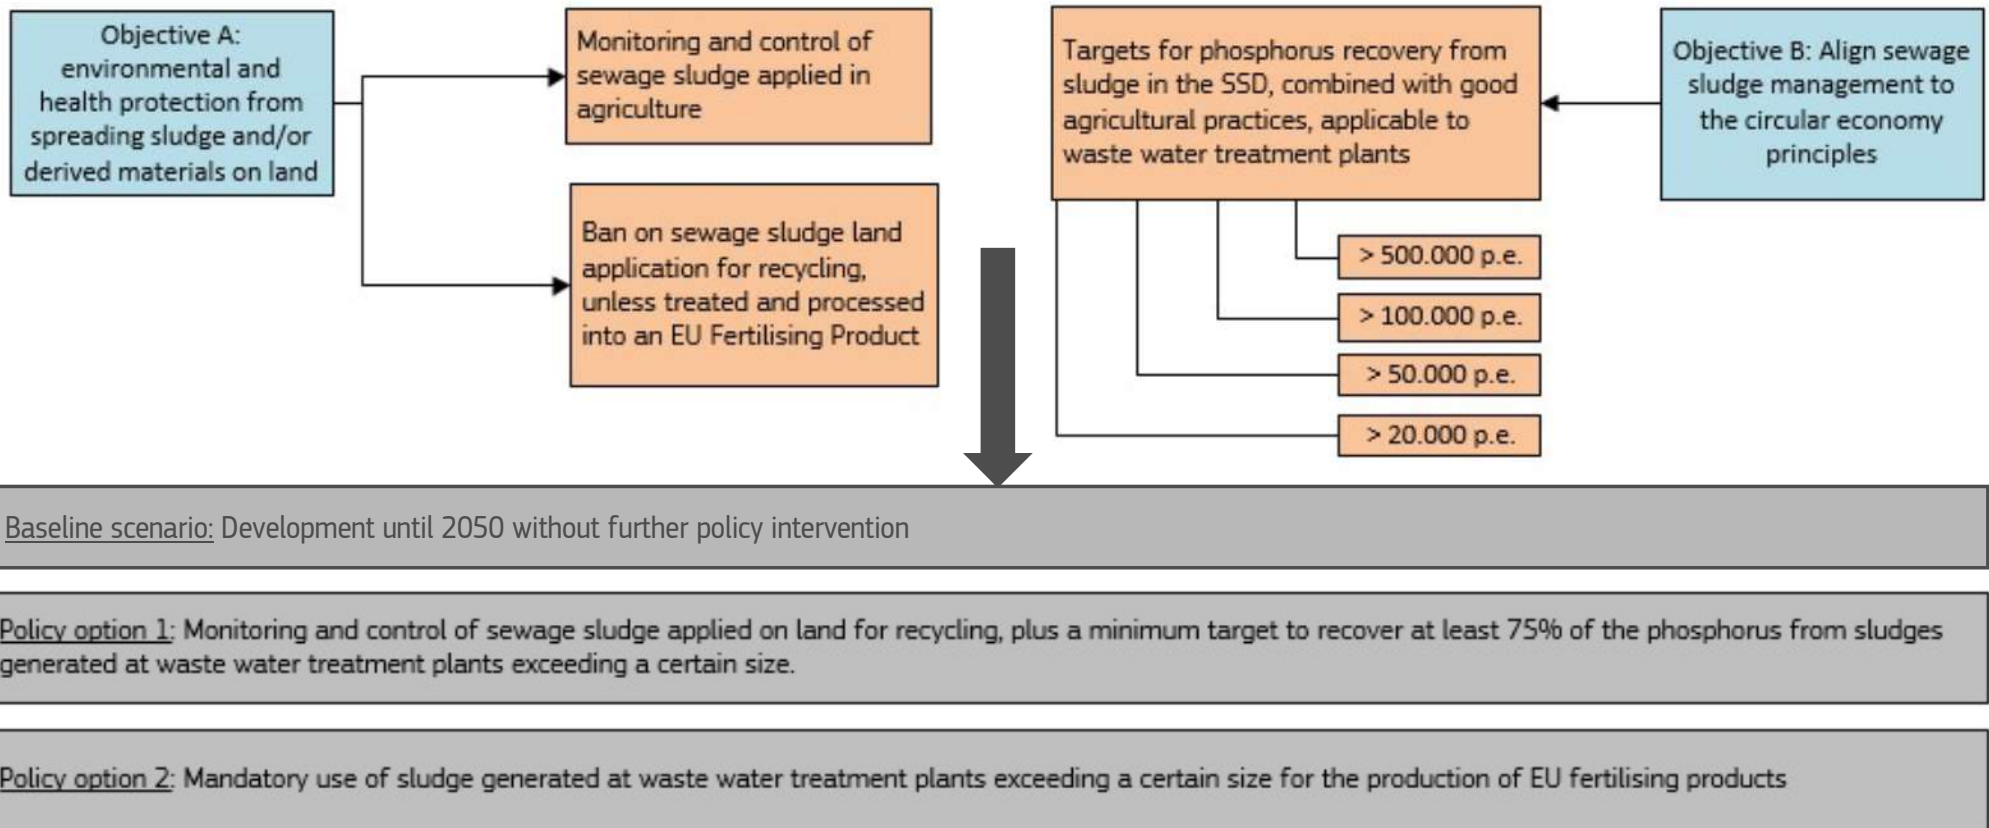 Objective A:
environmental and
health protection from
spreading sludge and/or
derived materials on land
Monitoring and control of
sewage sludge applied in
agriculture
Ban on sewage sludge land
application for recycling,
unless treated and processed
into an EU Fertilising Product
Targets for phosphorus recovery from
sludge in the SSD, combined with good
agricultural practices, applicable to
waste water treatment plants
Objective B: Align sewage
sludge management to
the circular economy
principles
> 500.000 p.e.
> 100.000 p.e.
> 50.000 p.e.
> 20.000 p.e.
Baseline scenario: Development until 2050 without further policy intervention
Policy option 1: Monitoring and control of sewage sludge applied on land for recycling, plus a minimum target to recover at least 75% of the phosphorus from sludges
generated at waste water treatment plants exceeding a certain size.
Policy option 2: Mandatory use of sludge generated at waste water treatment plants exceeding a certain size for the production of EU fertilising products